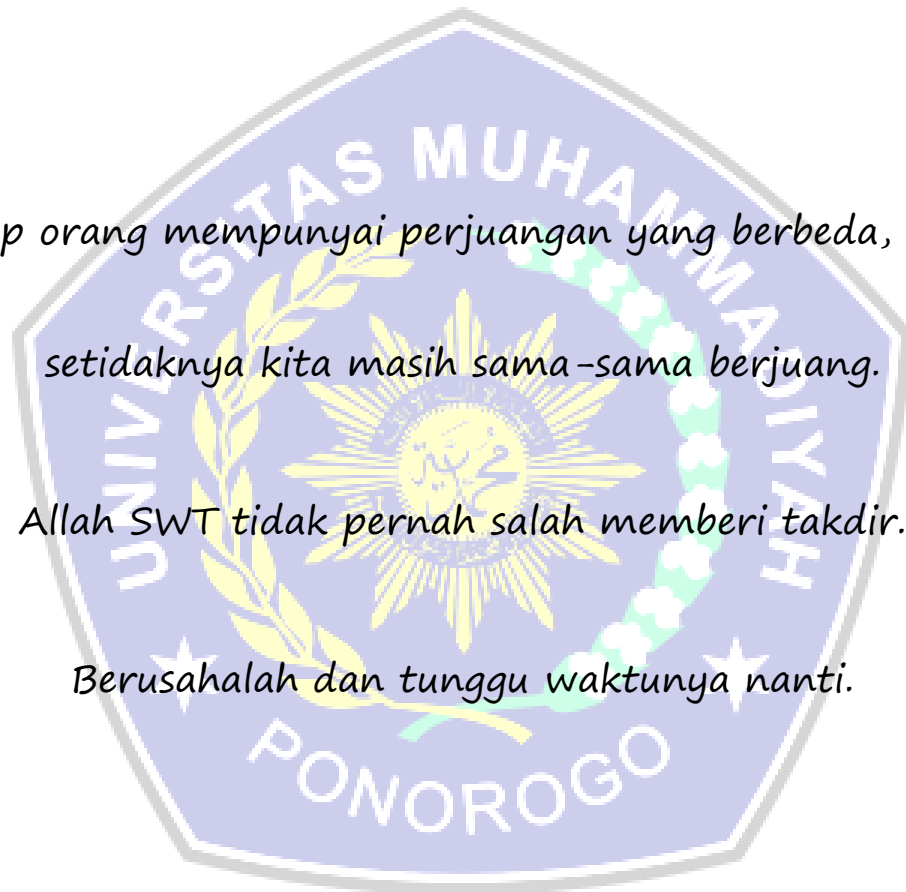 UNIVERSITAS MUHAMMADIYAH
p orang mempunyai perjuangan yang berbeda,
setidaknya kita masih sama-sama berjuang.
Allah SWT tidak pernah salah memberi takdir.
Berusahalah dan tunggu waktunya nanti.
PONOROGO